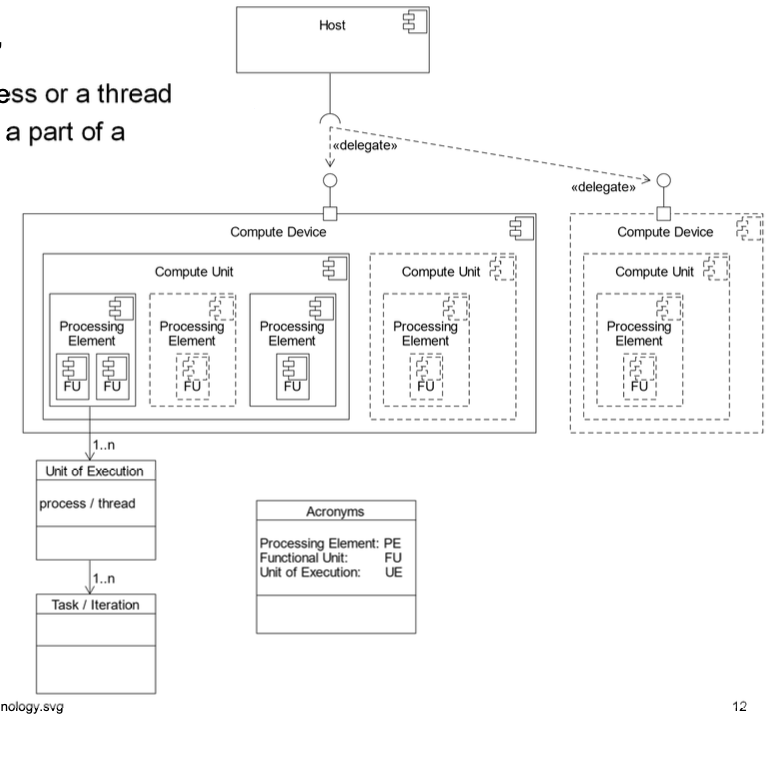 ess or a thread
a part of a
Host
«delegate»
«delegate»
Compute Device
Compute Device
Compute Unit
Compute Unit
Compute Unit
Processing
Element
Processing
Element
Processing
Element
Processing
Element
Processing
Element
FU
FU
FU
FU
FU
FU
1..n
Unit of Execution
process / thread
Acronyms
Processing Element: PE
Functional Unit: FU
Unit of Execution: UE
1..n
Task / Iteration
nology.svg
12